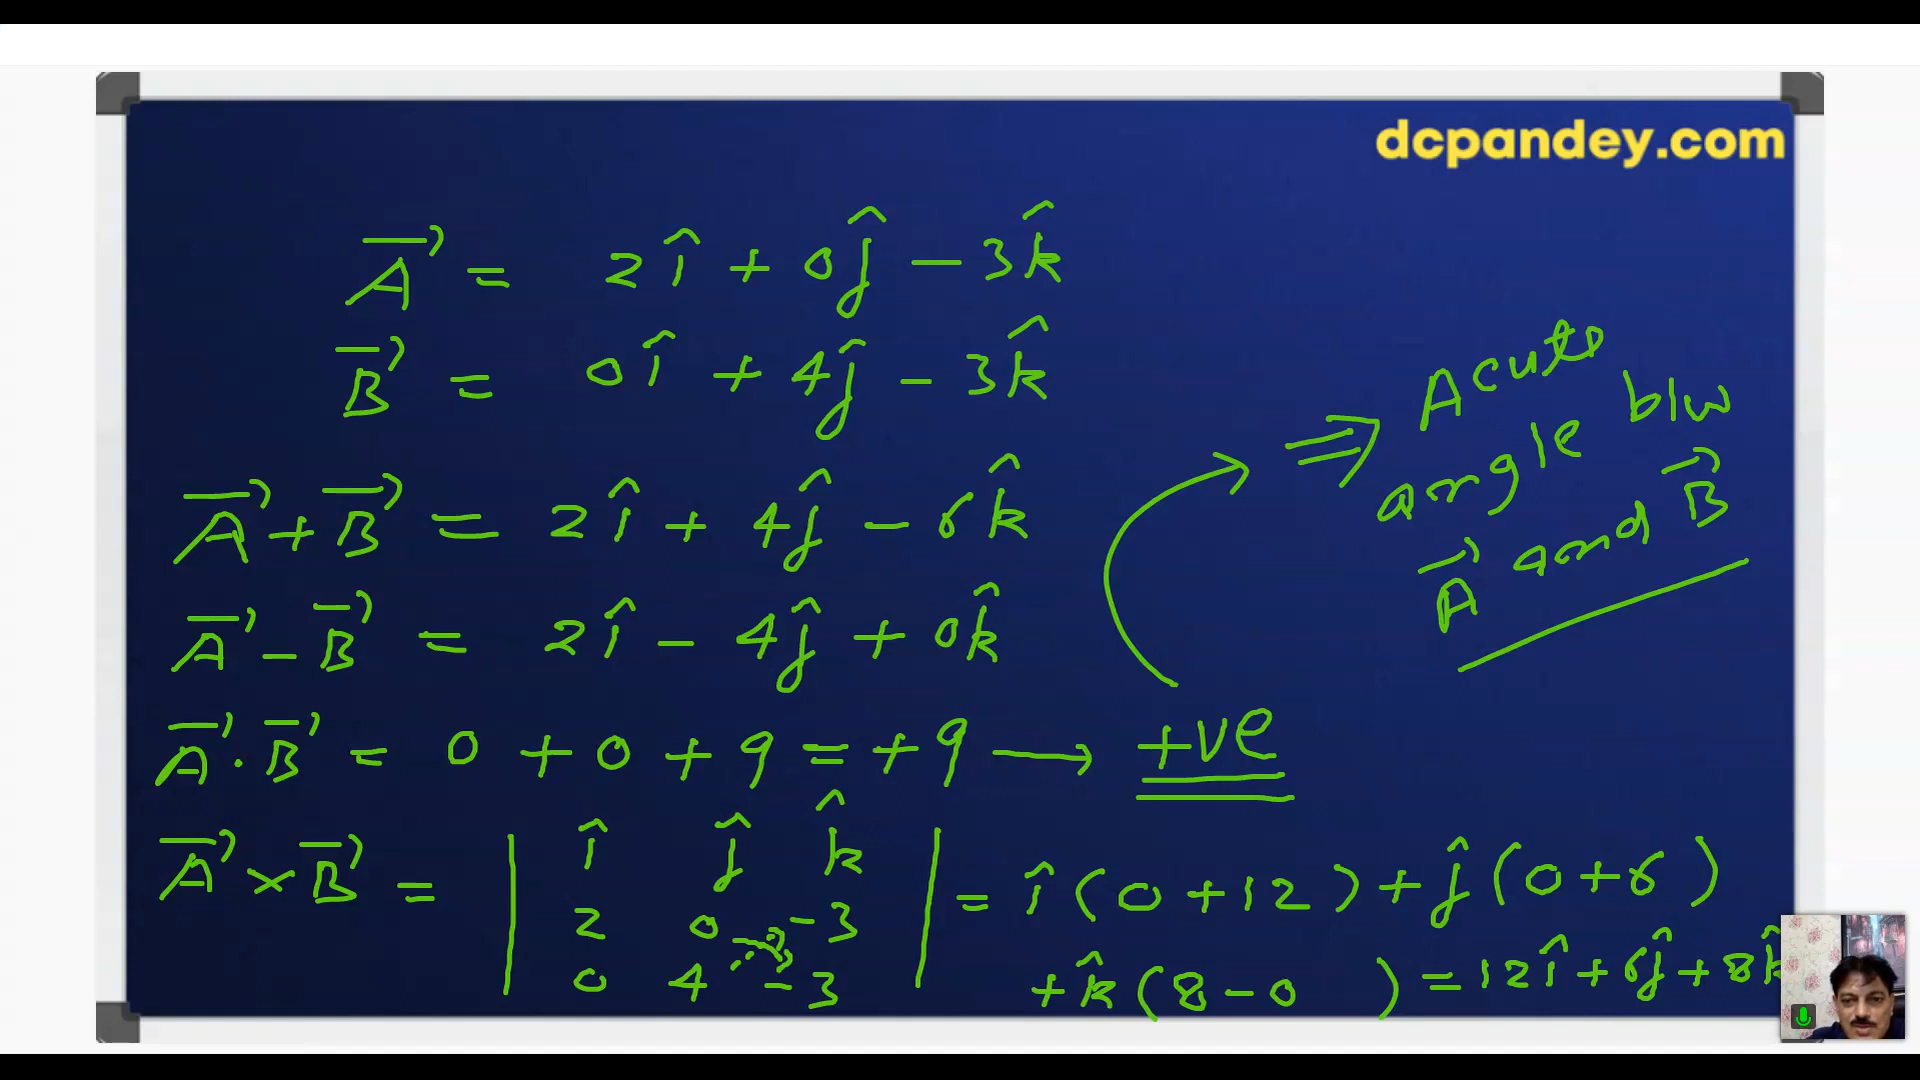 dcpandey.com
A⃗ = 2î + 0ĵ - 3k̂
B⃗ = 0î + 4ĵ - 3k̂
A⃗ + B⃗ = 2î + 4ĵ - 6k̂
A⃗ - B⃗ = 2î - 4ĵ + 0k̂
A⃗ · B⃗ = 0 + 0 + 9 = +9 → +ve
⇒ Acute
angle b/w
A⃗ and B⃗
A⃗ × B⃗ = | î ĵ k̂ | = î(0 + 12) + ĵ(0 + 6)
2 0 -3
0 4 -3
+ k̂(8 - 0) = 12î + 6ĵ + 8k̂